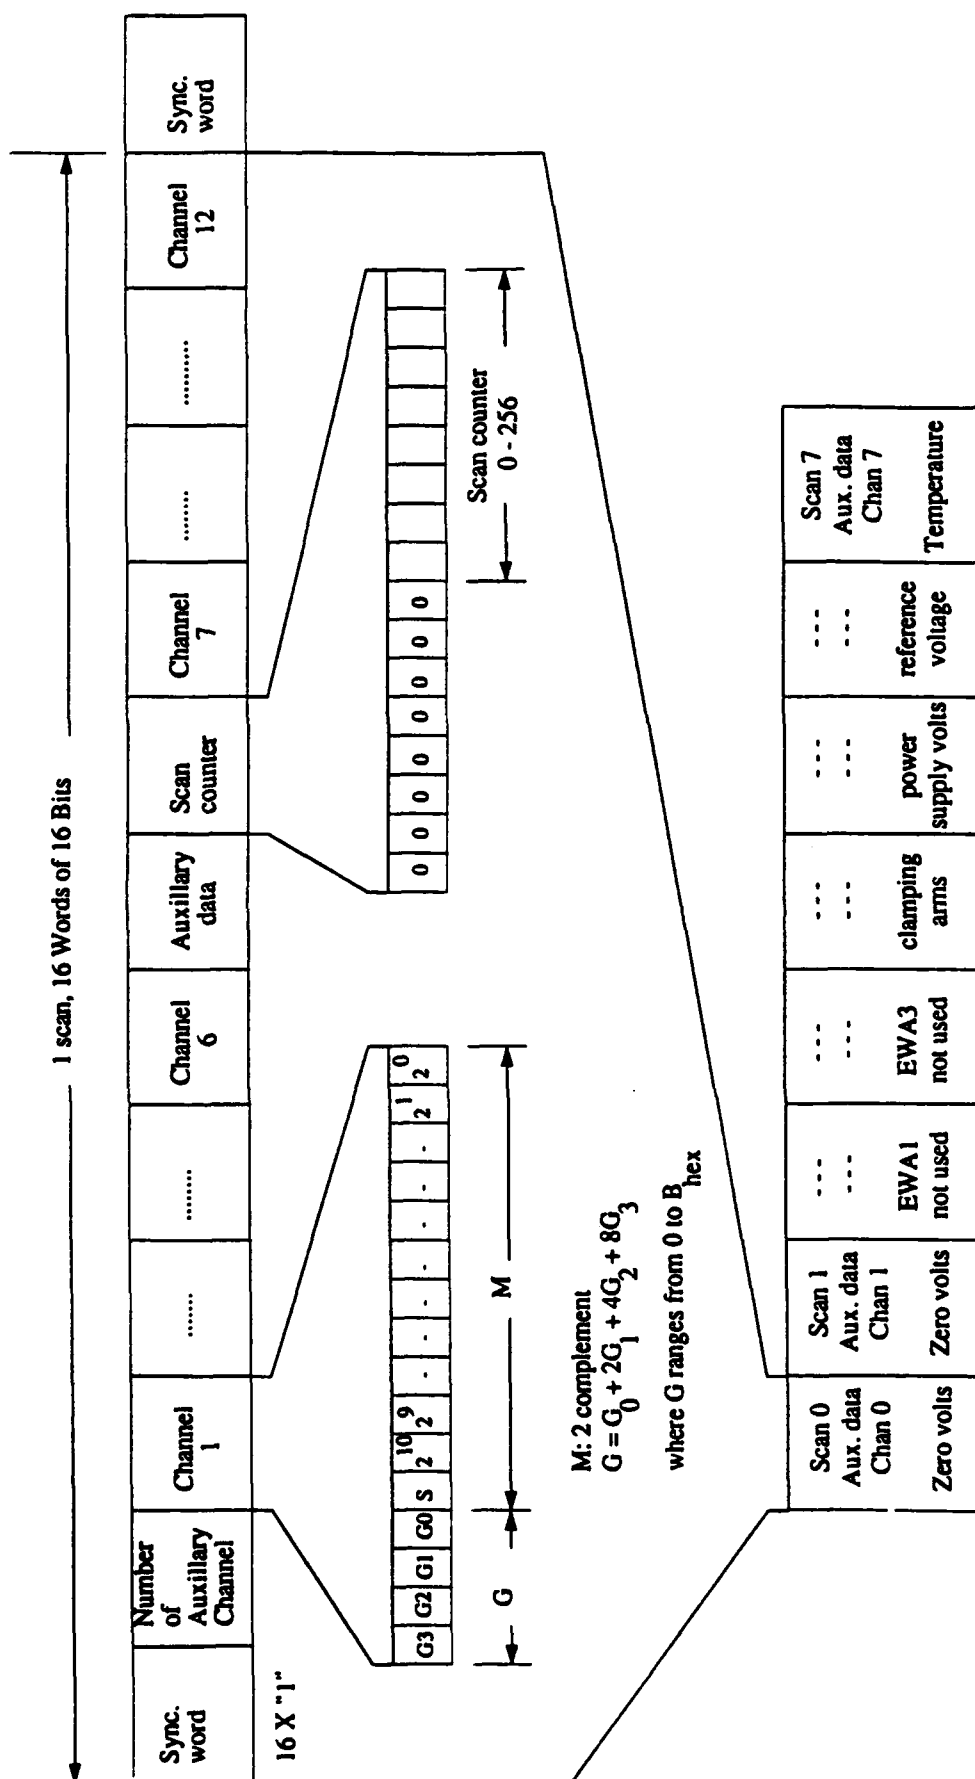 1 scan, 16 Words of 16 Bits
Sync.
word
Number
of
Auxillary
Channel
Channel
1
.......
........
Channel
6
Auxillary
data
Scan
counter
Channel
7
........
..........
Channel
12
Sync.
word
16 X "1"
G3 G2 G1 G0 S 2^10 2^9 - - - - - - - 2^1 2^0
G
M
0 0 0 0 0 0 0 0
Scan counter
0 - 256
M: 2 complement
G = G_0 + 2G_1 + 4G_2 + 8G_3
where G ranges from 0 to B_hex
Scan 0
Aux. data
Chan 0
Zero volts
Scan 1
Aux. data
Chan 1
Zero volts
---
---
EWA1
not used
---
---
EWA3
not used
---
---
clamping
arms
---
---
power
supply volts
---
---
reference
voltage
Scan 7
Aux. data
Chan 7
Temperature